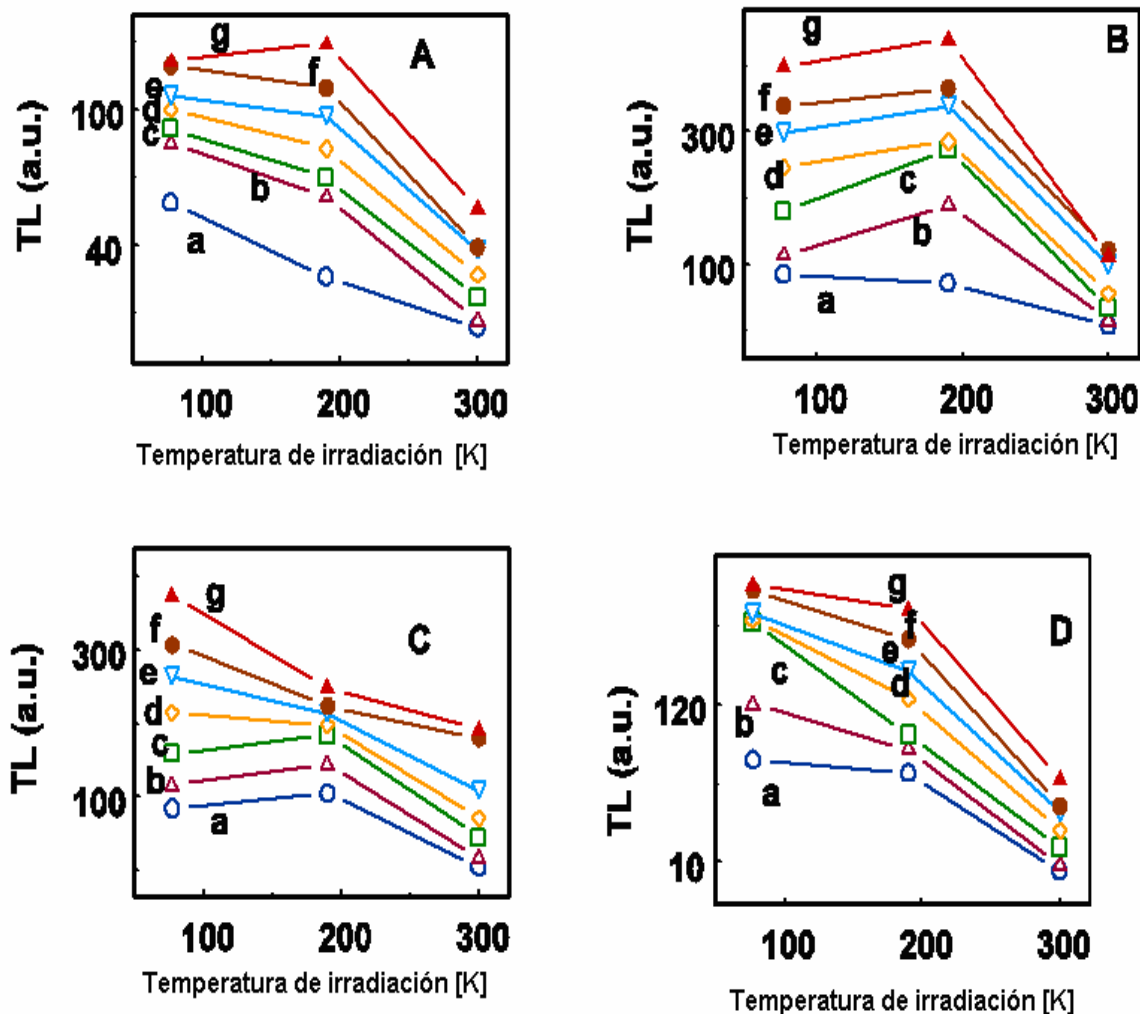 A
g
f
e
d
c
b
a
TL (a.u.)
100
40
100 200 300
Temperatura de irradiación [K]
B
g
f
e
d
c
b
a
TL (a.u.)
300
100
100 200 300
Temperatura de irradiación [K]
C
g
f
e
d
c
b
a
TL (a.u.)
300
100
100 200 300
Temperatura de irradiación [K]
D
g
f
e
d
c
b
a
TL (a.u.)
120
10
100 200 300
Temperatura de irradiación [K]